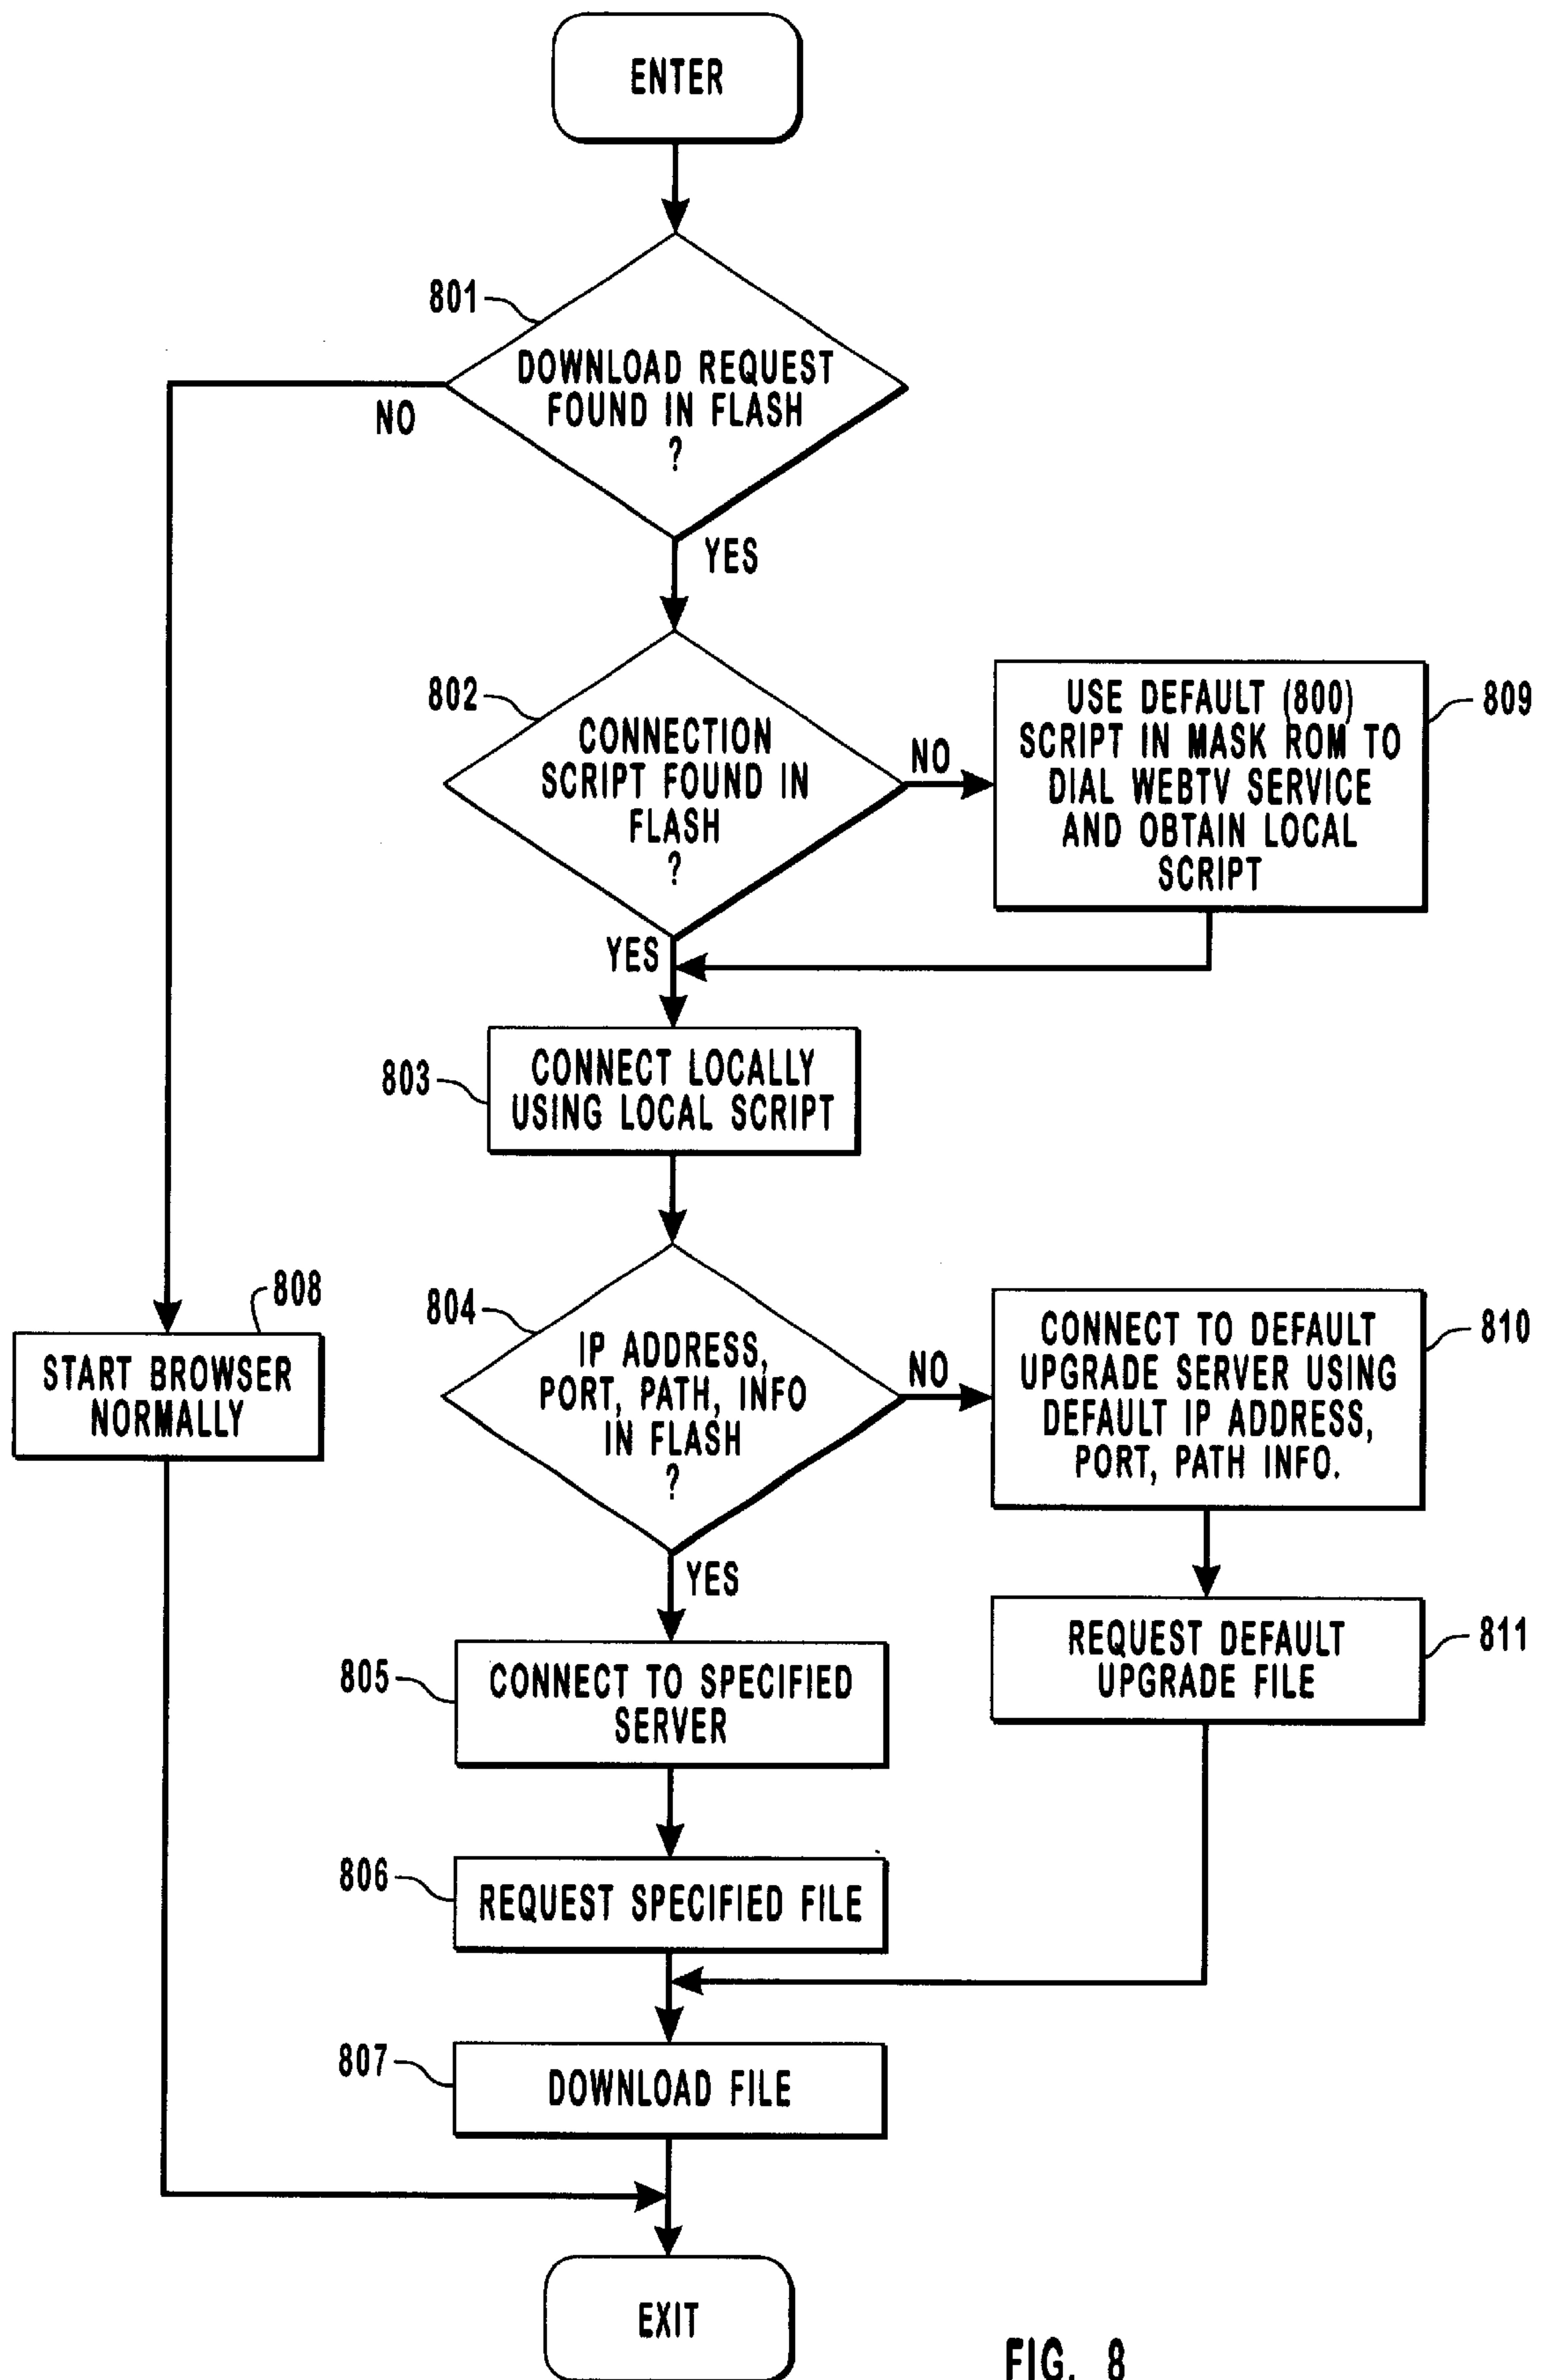 ENTER
801
DOWNLOAD REQUEST
FOUND IN FLASH
?
NO
YES
802
CONNECTION
SCRIPT FOUND IN
FLASH
?
NO
USE DEFAULT (800)
SCRIPT IN MASK ROM TO
DIAL WEBTV SERVICE
AND OBTAIN LOCAL
SCRIPT
809
YES
803
CONNECT LOCALLY
USING LOCAL SCRIPT
808
START BROWSER
NORMALLY
804
IP ADDRESS,
PORT, PATH, INFO
IN FLASH
?
NO
CONNECT TO DEFAULT
UPGRADE SERVER USING
DEFAULT IP ADDRESS,
PORT, PATH INFO.
810
YES
805
CONNECT TO SPECIFIED
SERVER
REQUEST DEFAULT
UPGRADE FILE
811
806
REQUEST SPECIFIED FILE
807
DOWNLOAD FILE
EXIT
FIG. 8